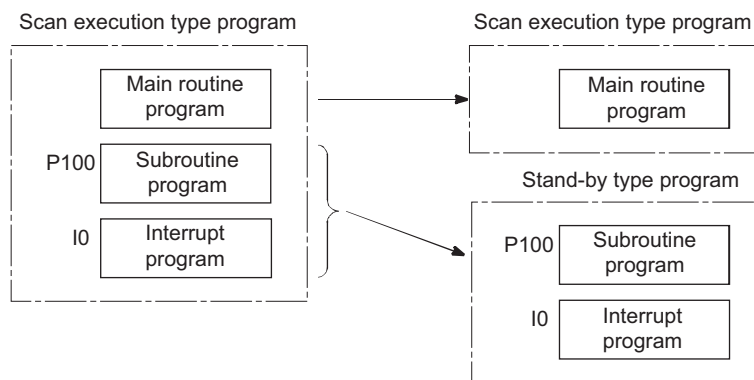 Scan execution type program
Main routine
program
P100
Subroutine
program
I0
Interrupt
program
Scan execution type program
Main routine
program
Stand-by type program
P100
Subroutine
program
I0
Interrupt
program